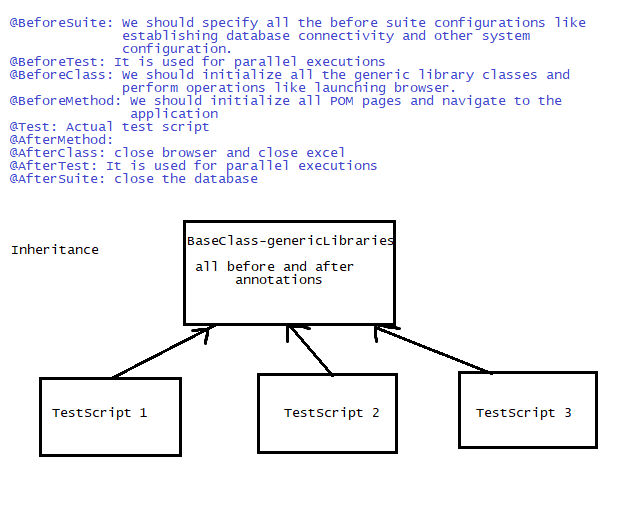 @BeforeSuite: We should specify all the before suite configurations like
establishing database connectivity and other system
configuration.
@BeforeTest: It is used for parallel executions
@BeforeClass: We should initialize all the generic library classes and
perform operations like launching browser.
@BeforeMethod: We should initialize all POM pages and navigate to the
application
@Test: Actual test script
@AfterMethod:
@AfterClass: close browser and close excel
@AfterTest: It is used for parallel executions
@AfterSuite: close the database
Inheritance
BaseClass-genericLibraries
all before and after
annotations
TestScript 1
TestScript 2
TestScript 3